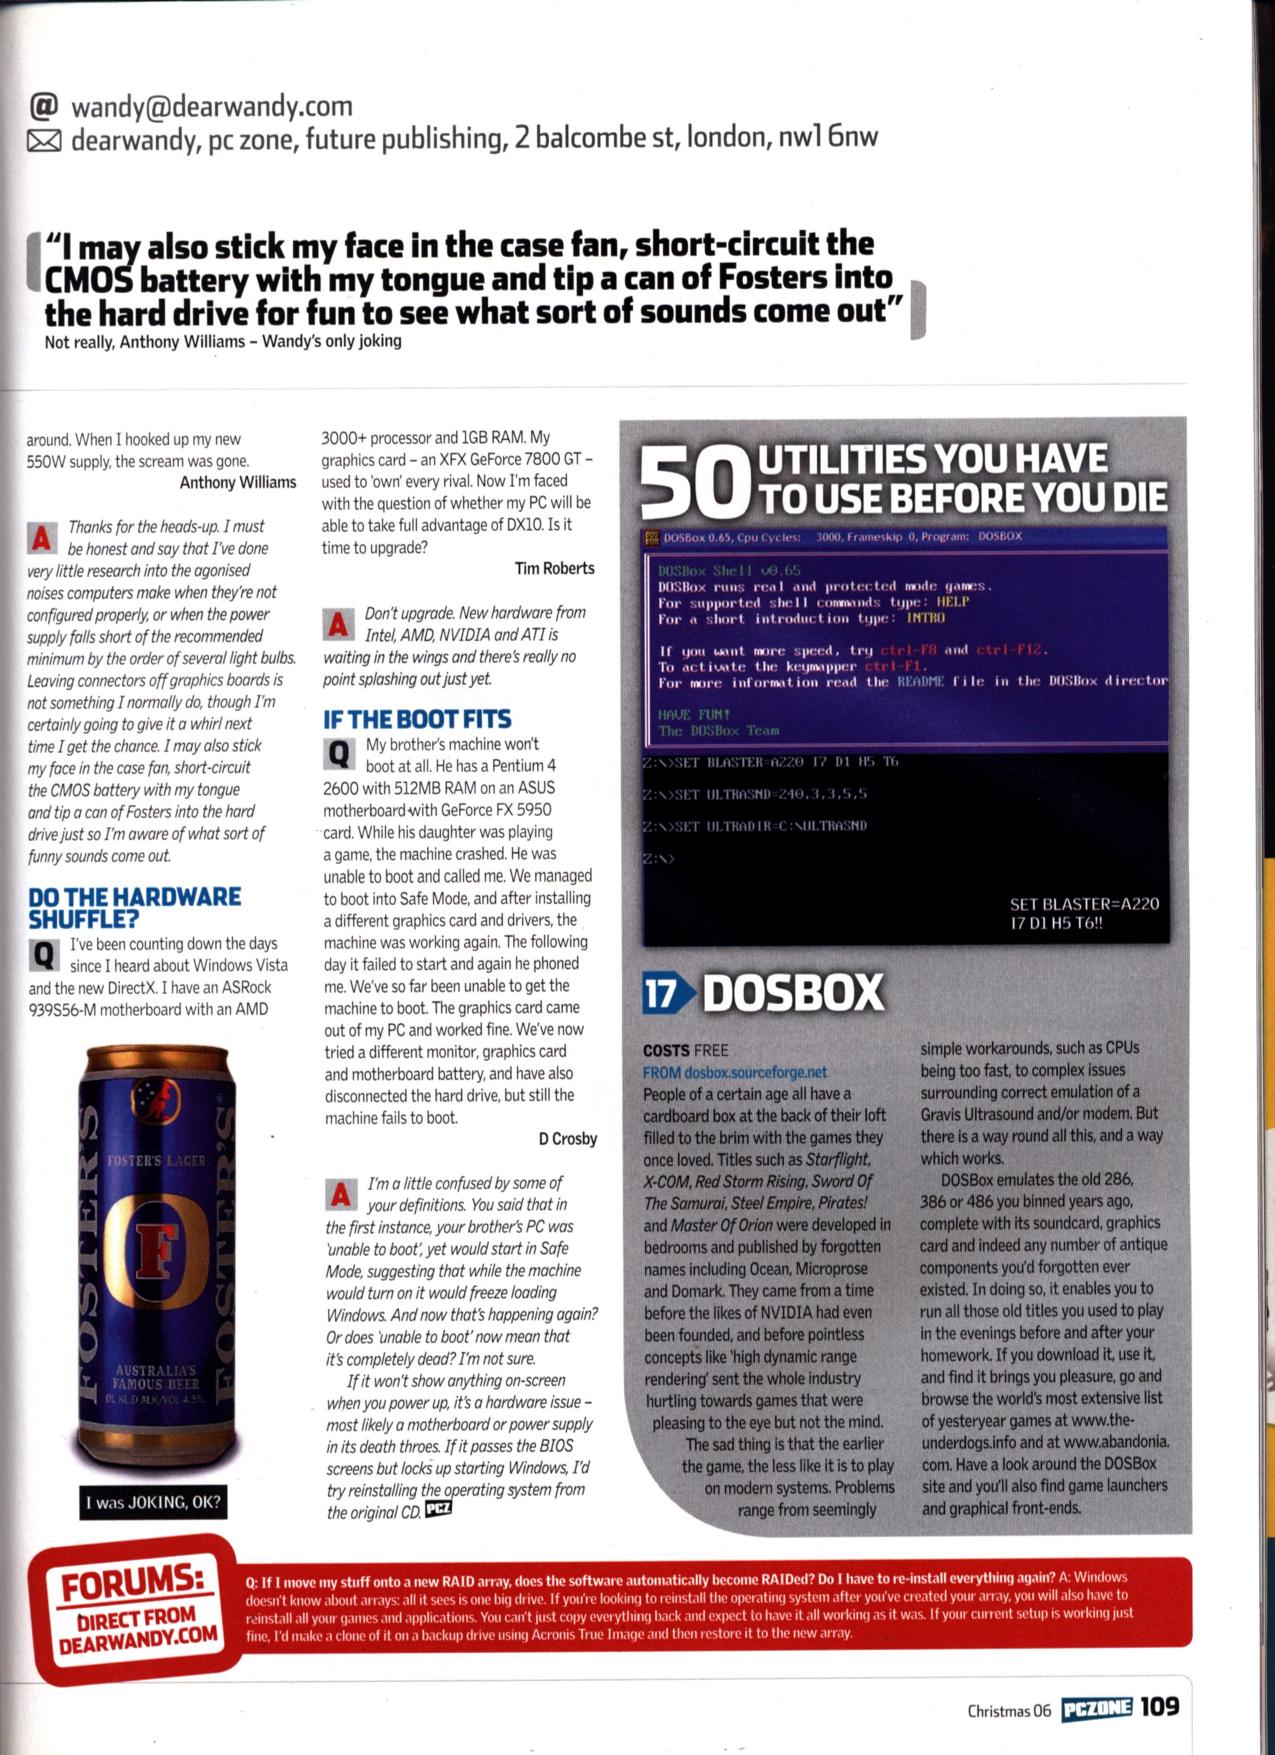 @ wandy@dearwandy.com
dearwandy, pc zone, future publishing, 2 balcombe st, london, nw1 6nw
“I may also stick my face in the case fan, short-circuit the
CMOS battery with my tongue and tip a can of Fosters into
the hard drive for fun to see what sort of sounds come out”
Not really, Anthony Williams – Wandy's only joking
around. When I hooked up my new
550W supply, the scream was gone.
Anthony Williams
A Thanks for the heads-up. I must
be honest and say that I've done
very little research into the agonised
noises computers make when they're not
configured properly, or when the power
supply falls short of the recommended
minimum by the order of several light bulbs.
Leaving connectors off graphics boards is
not something I normally do, though I'm
certainly going to give it a whirl next
time I get the chance. I may also stick
my face in the case fan, short-circuit
the CMOS battery with my tongue
and tip a can of Fosters into the hard
drive just so I'm aware of what sort of
funny sounds come out.
DO THE HARDWARE
SHUFFLE?
Q I've been counting down the days
since I heard about Windows Vista
and the new DirectX. I have an ASRock
939S56-M motherboard with an AMD
FOSTER'S
FOSTER'S LAGER
F
FOSTER'S
AUSTRALIA'S
FAMOUS BEER
I was JOKING, OK?
3000+ processor and 1GB RAM. My
graphics card – an XFX GeForce 7800 GT –
used to 'own' every rival. Now I'm faced
with the question of whether my PC will be
able to take full advantage of DX10. Is it
time to upgrade?
Tim Roberts
A Don't upgrade. New hardware from
Intel, AMD, NVIDIA and ATI is
waiting in the wings and there's really no
point splashing out just yet.
IF THE BOOT FITS
Q My brother's machine won't
boot at all. He has a Pentium 4
2600 with 512MB RAM on an ASUS
motherboard with GeForce FX 5950
card. While his daughter was playing
a game, the machine crashed. He was
unable to boot and called me. We managed
to boot into Safe Mode, and after installing
a different graphics card and drivers, the
machine was working again. The following
day it failed to start and again he phoned
me. We've so far been unable to get the
machine to boot. The graphics card came
out of my PC and worked fine. We've now
tried a different monitor, graphics card
and motherboard battery, and have also
disconnected the hard drive, but still the
machine fails to boot.
D Crosby
A I'm a little confused by some of
your definitions. You said that in
the first instance, your brother's PC was
'unable to boot', yet would start in Safe
Mode, suggesting that while the machine
would turn on it would freeze loading
Windows. And now that's happening again?
Or does 'unable to boot' now mean that
it's completely dead? I'm not sure.
If it won't show anything on-screen
when you power up, it's a hardware issue –
most likely a motherboard or power supply
in its death throes. If it passes the BIOS
screens but locks up starting Windows, I'd
try reinstalling the operating system from
the original CD. PCZ
50 UTILITIES YOU HAVE
TO USE BEFORE YOU DIE
DOSBox 0.65, Cpu Cycles: 3000, Frameskip 0, Program: DOSBOX
DOSBox Shell v0.65
DOSBox runs real and protected mode games.
For supported shell commands type: HELP
For a short introduction type: INTRO
If you want more speed, try ctrl-F8 and ctrl-F12.
To activate the keymapper ctrl-F1.
For more information read the README file in the DOSBox director
HAVE FUN!
The DOSBox Team
Z:\>SET BLASTER=A220 I7 D1 H5 T6
Z:\>SET ULTRASND=240,3,3,5,5
Z:\>SET ULTRADIR=C:\ULTRASND
Z:\>
SET BLASTER=A220
I7 D1 H5 T6!!
17 DOSBOX
COSTS FREE
FROM dosbox.sourceforge.net
People of a certain age all have a
cardboard box at the back of their loft
filled to the brim with the games they
once loved. Titles such as Starflight,
X-COM, Red Storm Rising, Sword Of
The Samurai, Steel Empire, Pirates!
and Master Of Orion were developed in
bedrooms and published by forgotten
names including Ocean, Microprose
and Domark. They came from a time
before the likes of NVIDIA had even
been founded, and before pointless
concepts like 'high dynamic range
rendering' sent the whole industry
hurtling towards games that were
pleasing to the eye but not the mind.
The sad thing is that the earlier
the game, the less like it is to play
on modern systems. Problems
range from seemingly
simple workarounds, such as CPUs
being too fast, to complex issues
surrounding correct emulation of a
Gravis Ultrasound and/or modem. But
there is a way round all this, and a way
which works.
DOSBox emulates the old 286,
386 or 486 you binned years ago,
complete with its soundcard, graphics
card and indeed any number of antique
components you'd forgotten ever
existed. In doing so, it enables you to
run all those old titles you used to play
in the evenings before and after your
homework. If you download it, use it,
and find it brings you pleasure, go and
browse the world's most extensive list
of yesteryear games at www.the-
underdogs.info and at www.abandonia.
com. Have a look around the DOSBox
site and you'll also find game launchers
and graphical front-ends.
FORUMS:
DIRECT FROM
DEARWANDY.COM
Q: If I move my stuff onto a new RAID array, does the software automatically become RAIDed? Do I have to re-install everything again? A: Windows
doesn't know about arrays: all it sees is one big drive. If you're looking to reinstall the operating system after you've created your array, you will also have to
reinstall all your games and applications. You can't just copy everything back and expect to have it all working as it was. If your current setup is working just
fine, I'd make a clone of it on a backup drive using Acronis True Image and then restore it to the new array.
Christmas 06 PCZONE 109